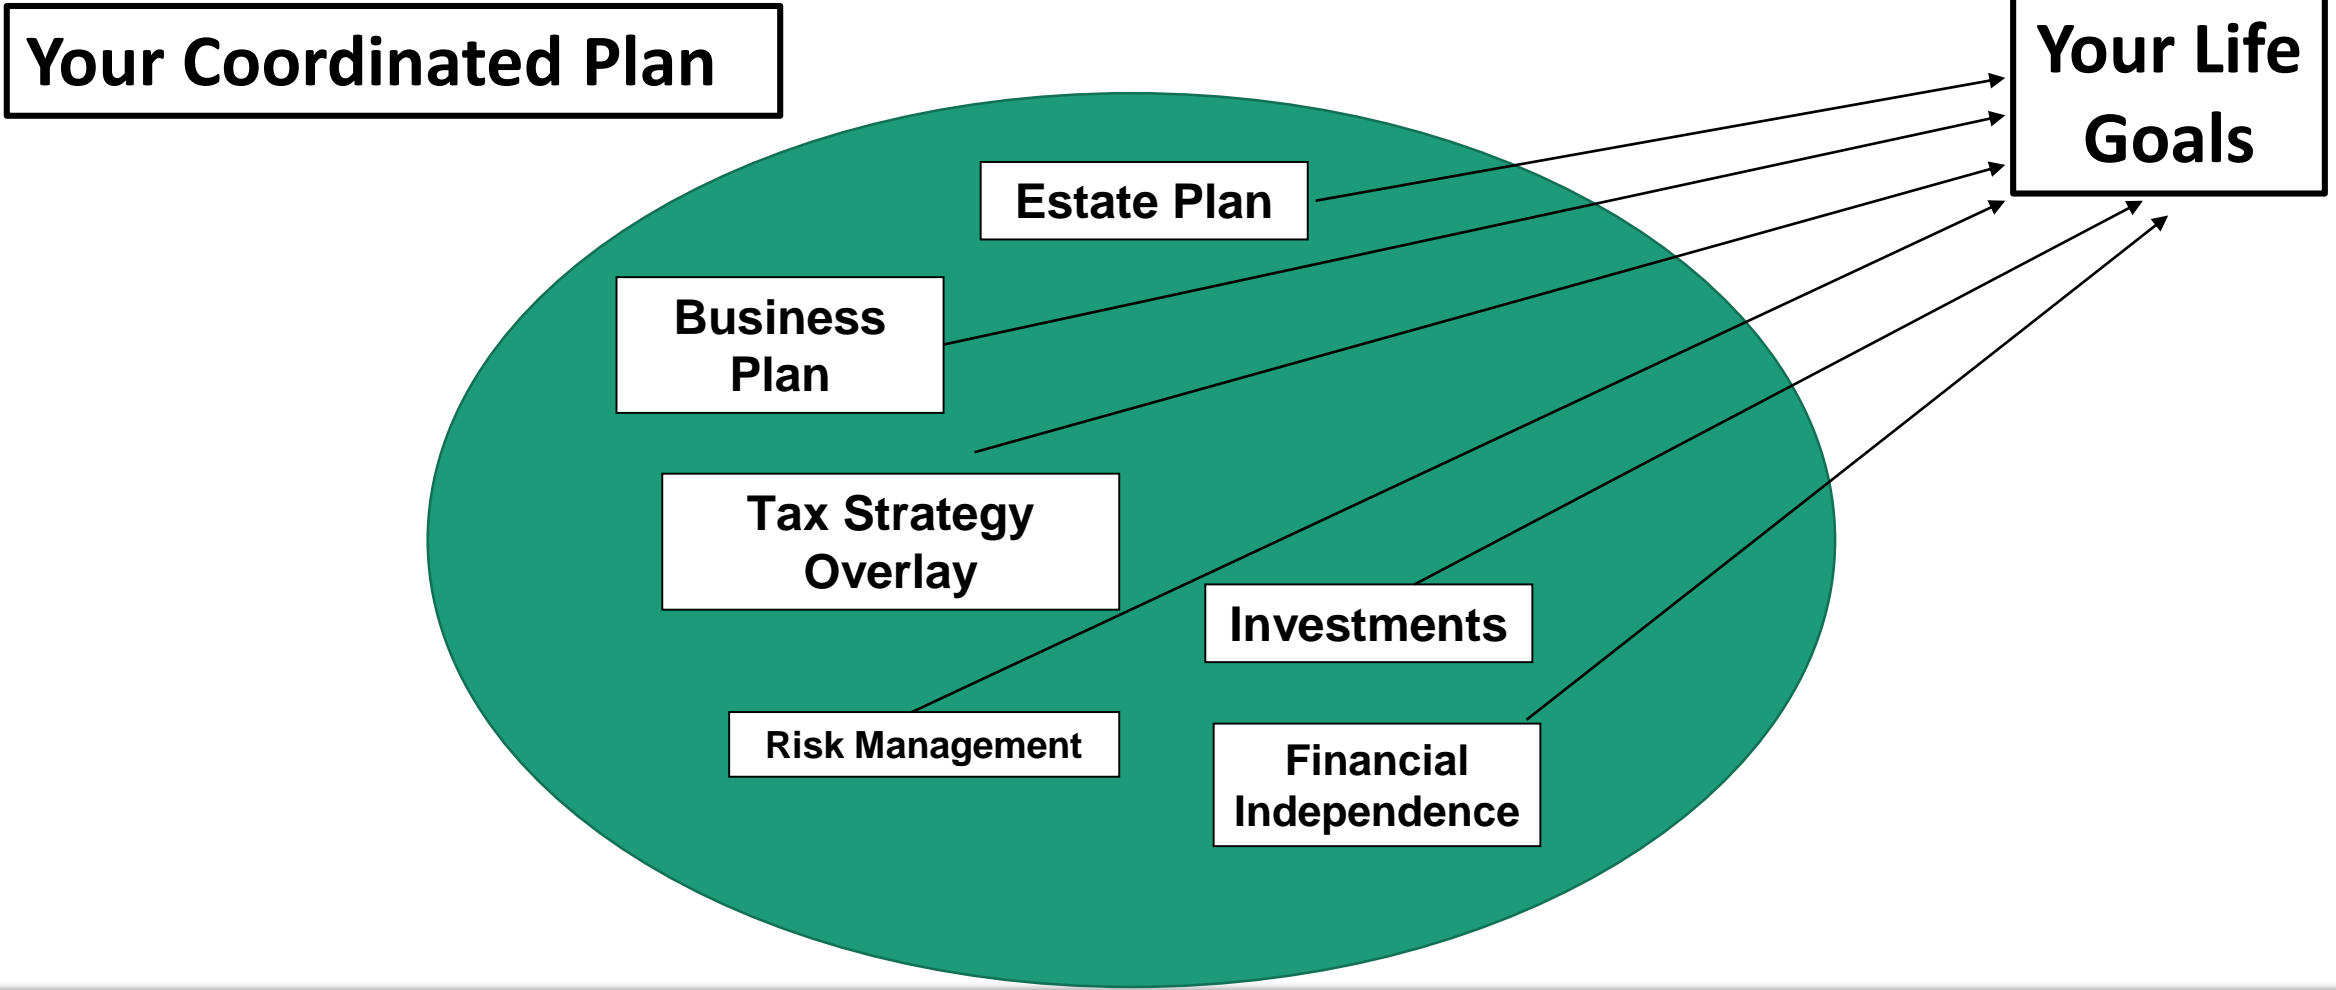 Your Coordinated Plan
Your Life
Goals
Estate Plan
Business
Plan
Tax Strategy
Overlay
Investments
Risk Management
Financial
Independence